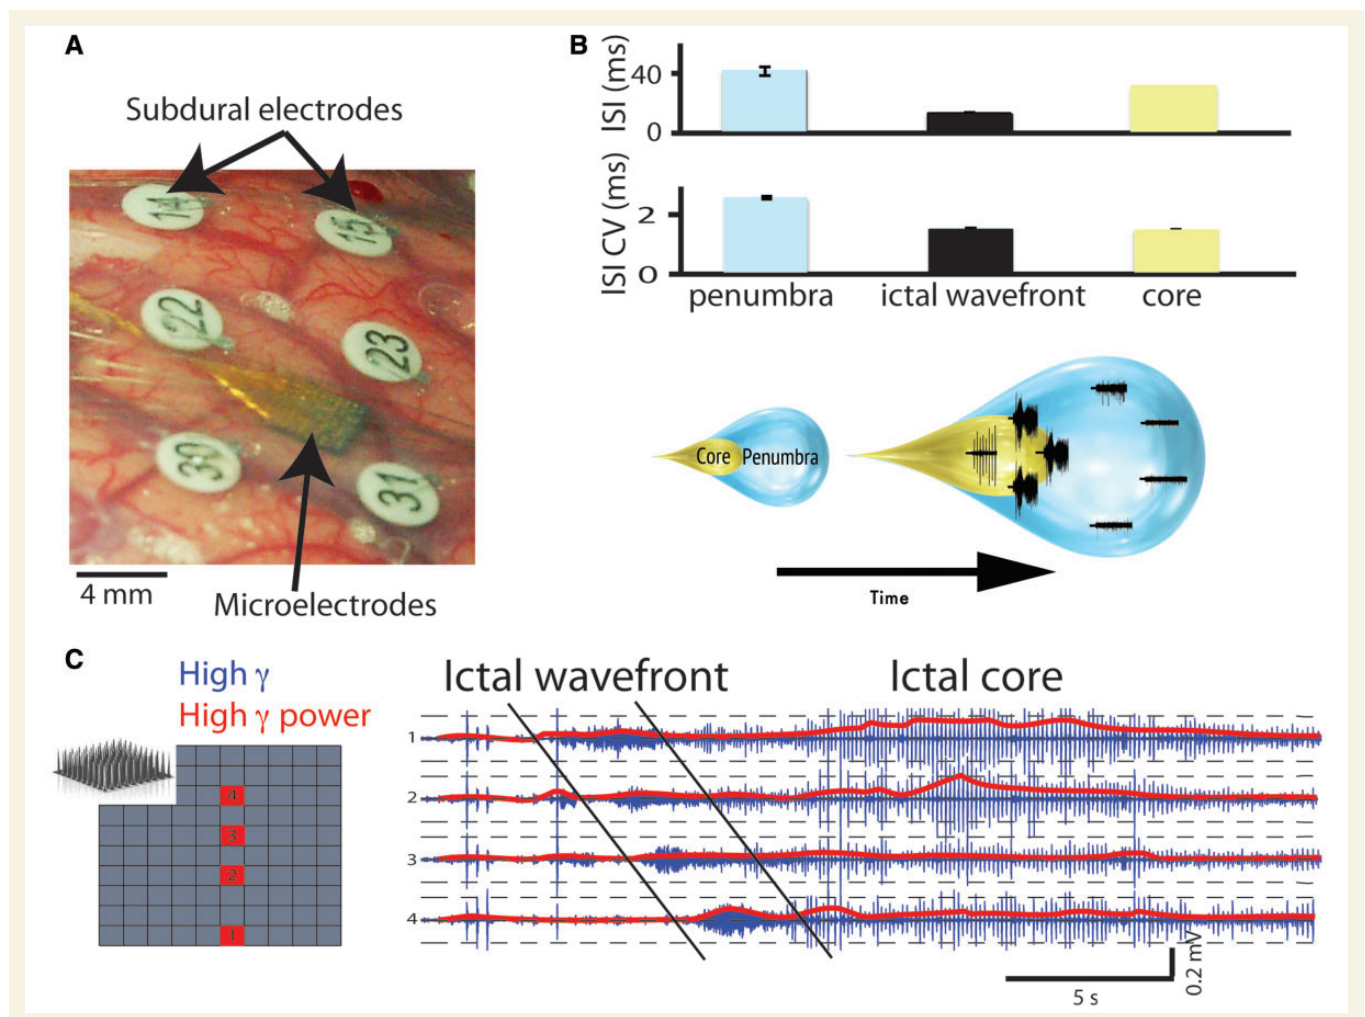 A
Subdural electrodes
14
15
22
23
30
31
4 mm
Microelectrodes
B
ISI (ms)
40
0
ISI CV (ms)
2
0
penumbra
ictal wavefront
core
Core
Penumbra
Time
C
High γ
High γ power
4
3
2
1
Ictal wavefront
Ictal core
1
2
3
4
5 s
0.2 mV